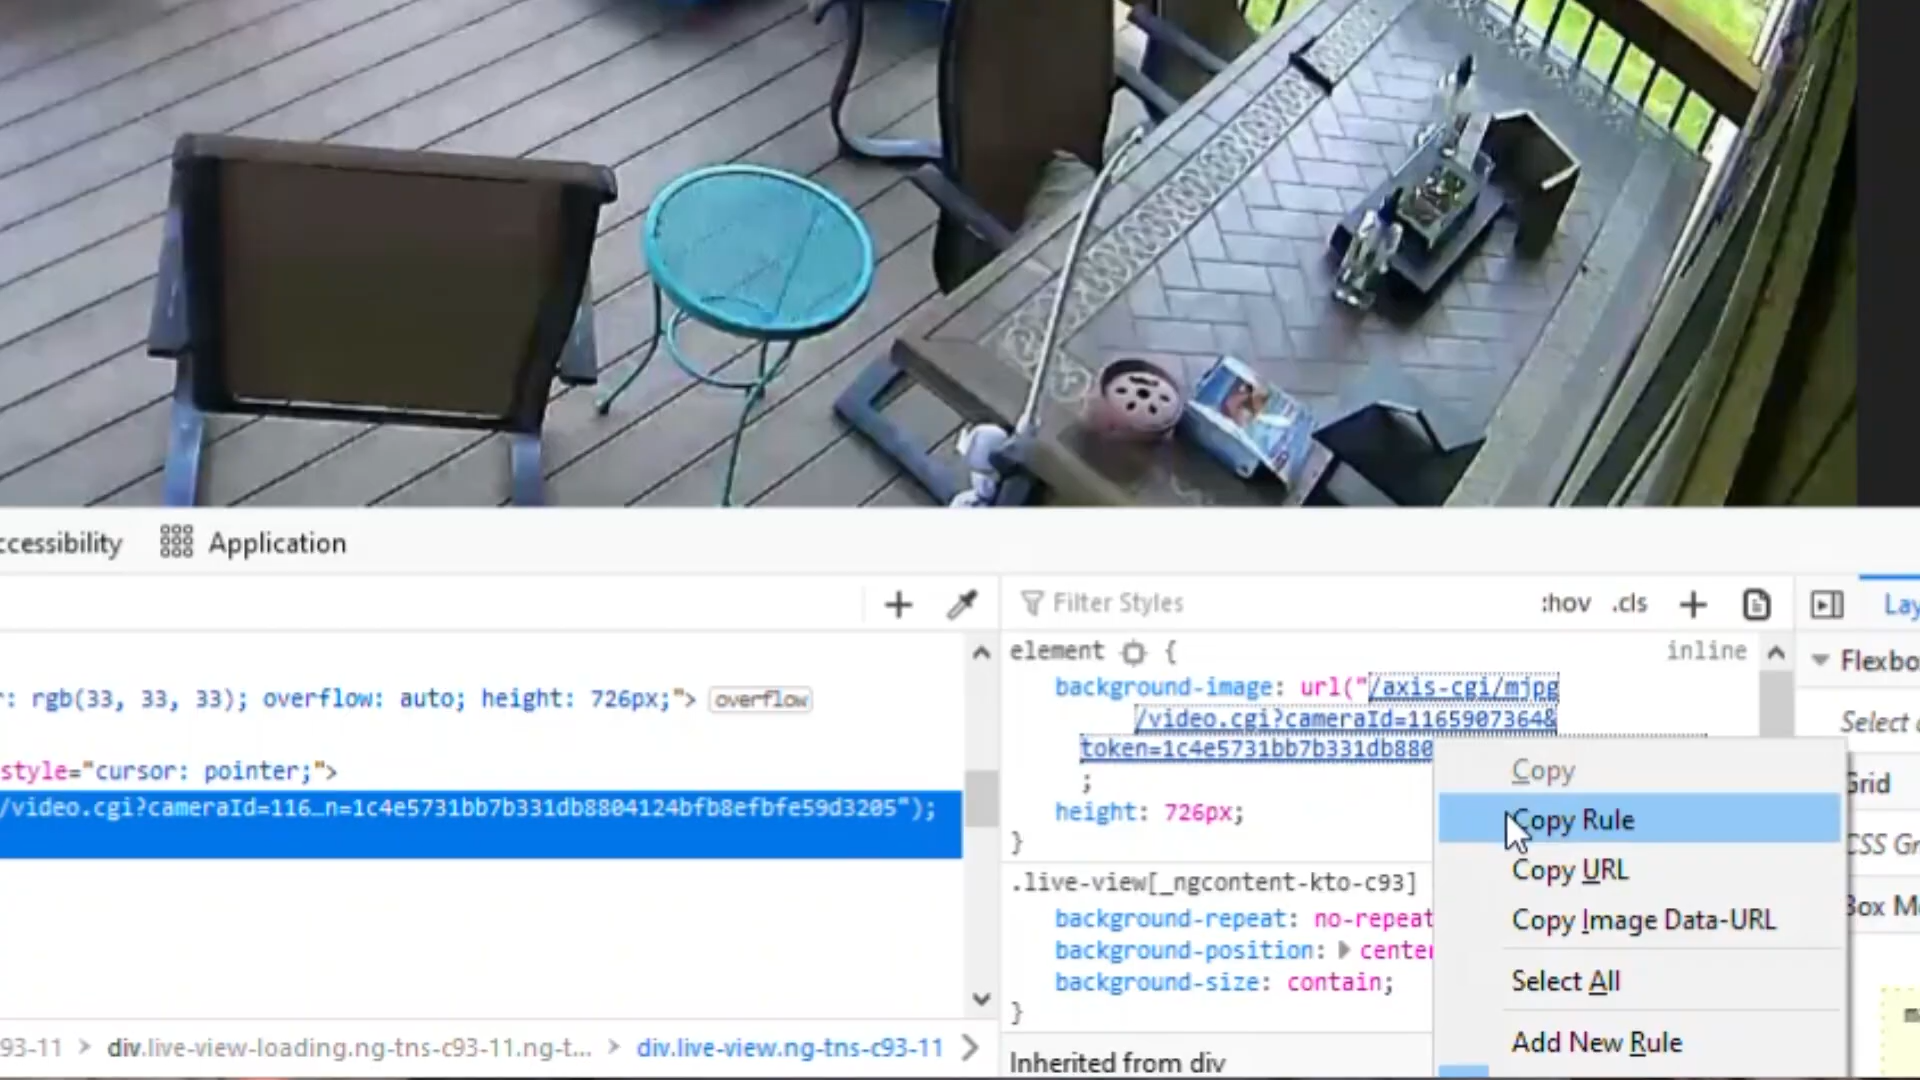 ccessibility
Application
Filter Styles
:hov
.cls
Lay
element {
inline
background-image: url("/axis-cgi/mjpg
/video.cgi?cameraId=1165907364&
token=1c4e5731bb7b331db880
;
height: 726px;
}
.live-view[_ngcontent-kto-c93]
background-repeat: no-repeat
background-position: center
background-size: contain;
}
Inherited from div
r: rgb(33, 33, 33); overflow: auto; height: 726px;">
overflow
style="cursor: pointer;">
/video.cgi?cameraId=116…n=1c4e5731bb7b331db8804124bfb8efbfe59d3205");
93-11
div.live-view-loading.ng-tns-c93-11.ng-t...
div.live-view.ng-tns-c93-11
Copy
Copy Rule
Copy URL
Copy Image Data-URL
Select All
Add New Rule
Flexbo
Select
Grid
CSS Gr
Box M